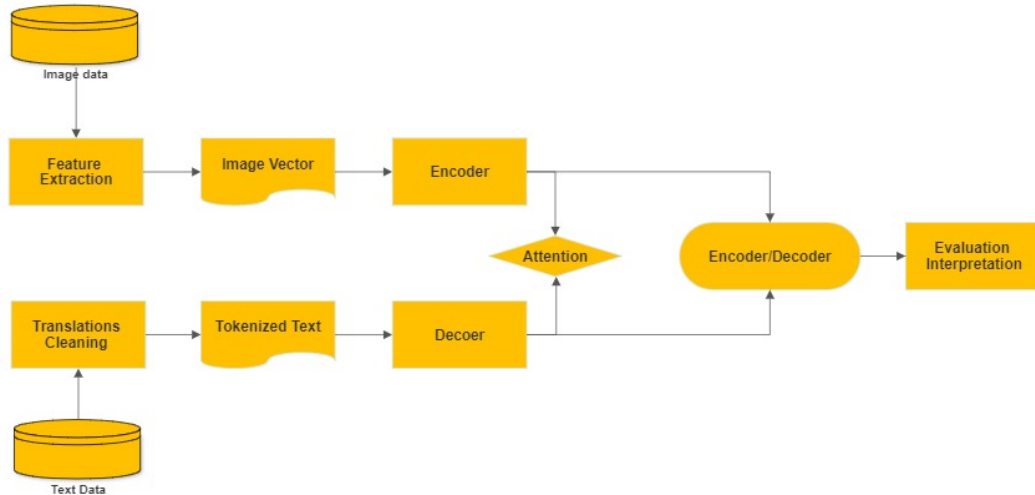 Image data
Feature
Extraction
Image Vector
Encoder
Attention
Encoder/Decoder
Evaluation
Interpretation
Translations
Cleaning
Tokenized Text
Decoer
Text Data